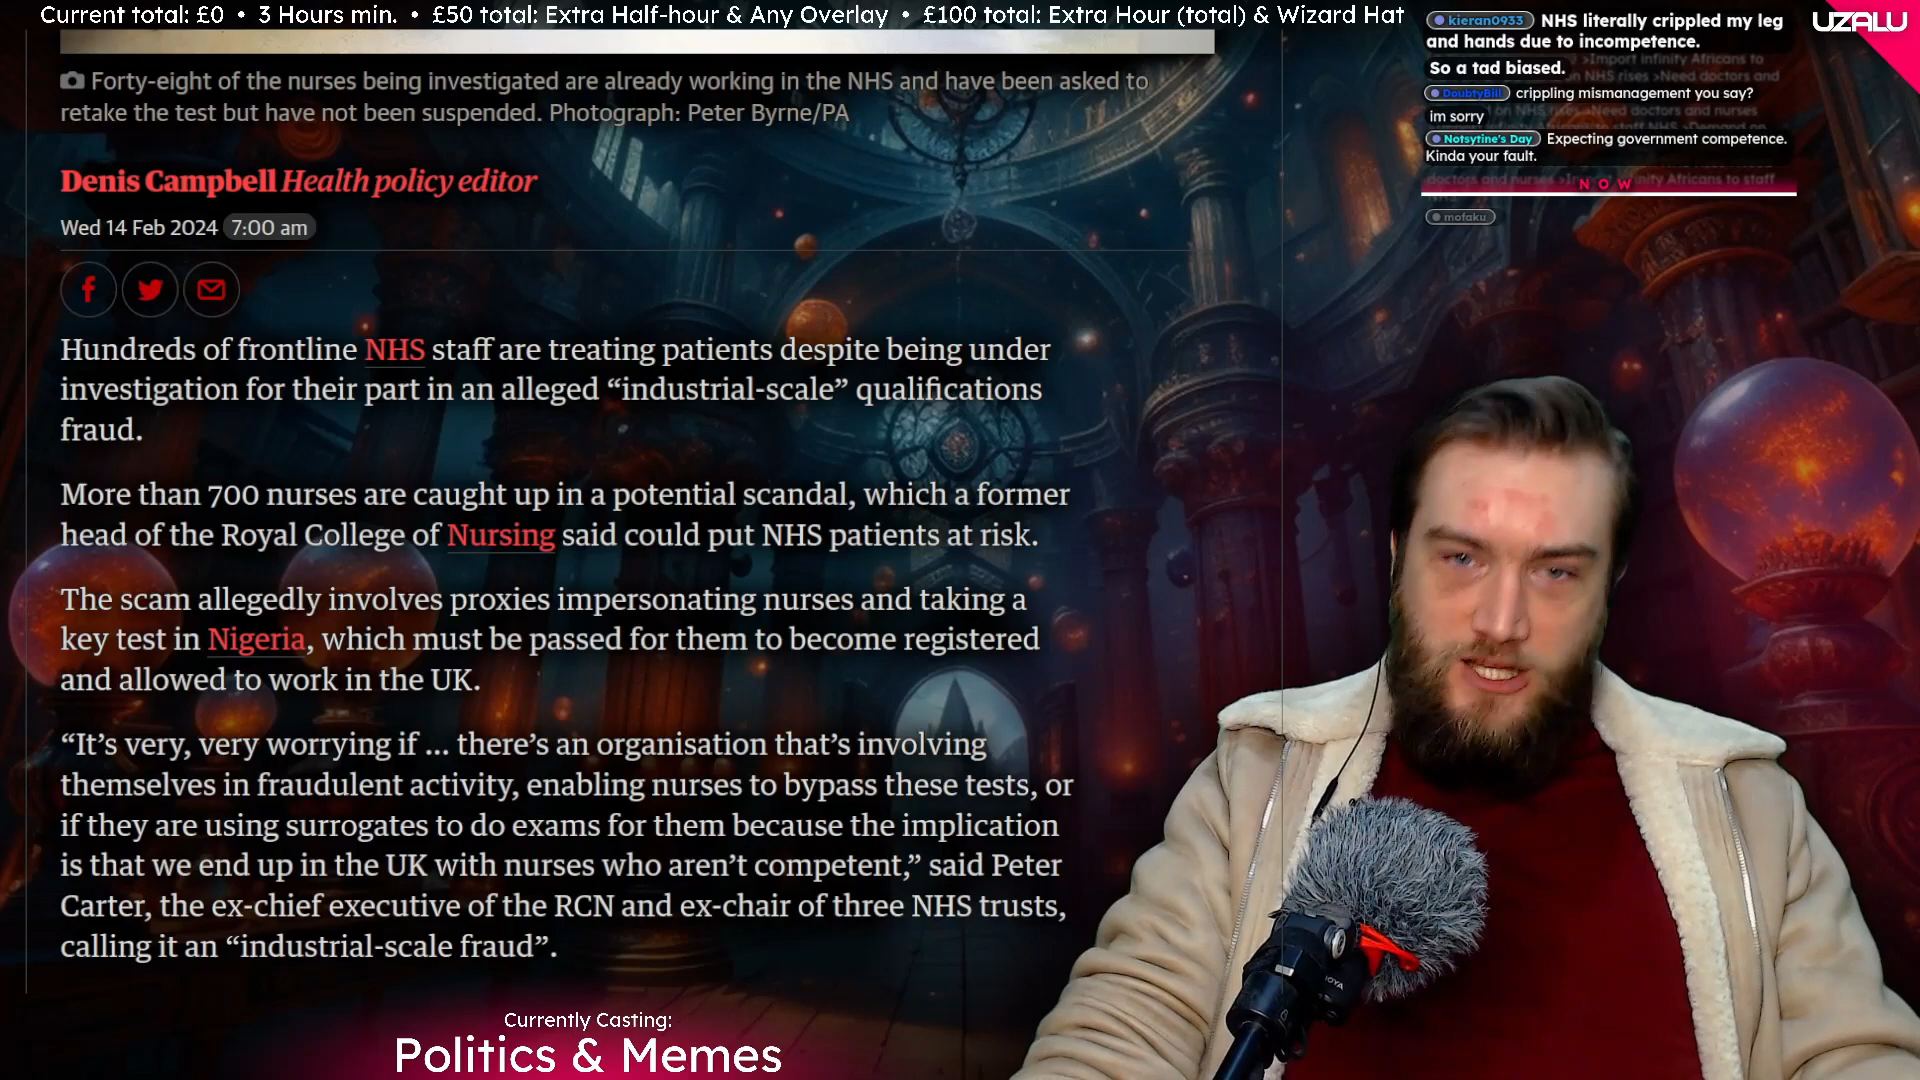 Current total: £0 • 3 Hours min. • £50 total: Extra Half-hour & Any Overlay • £100 total: Extra Hour (total) & Wizard Hat
UZALU
Forty-eight of the nurses being investigated are already working in the NHS and have been asked to
retake the test but have not been suspended. Photograph: Peter Byrne/PA
Denis Campbell Health policy editor
Wed 14 Feb 2024 7:00 am
Hundreds of frontline NHS staff are treating patients despite being under
investigation for their part in an alleged “industrial-scale” qualifications
fraud.
More than 700 nurses are caught up in a potential scandal, which a former
head of the Royal College of Nursing said could put NHS patients at risk.
The scam allegedly involves proxies impersonating nurses and taking a
key test in Nigeria, which must be passed for them to become registered
and allowed to work in the UK.
“It’s very, very worrying if ... there’s an organisation that’s involving
themselves in fraudulent activity, enabling nurses to bypass these tests, or
if they are using surrogates to do exams for them because the implication
is that we end up in the UK with nurses who aren’t competent,” said Peter
Carter, the ex-chief executive of the RCN and ex-chair of three NHS trusts,
calling it an “industrial-scale fraud”.
kieran0933 NHS literally crippled my leg
and hands due to incompetence.
So a tad biased.
DoubtyBill crippling mismanagement you say?
im sorry
Notsytine's Day Expecting government competence.
Kinda your fault.
NOW
mofaku
Currently Casting:
Politics & Memes